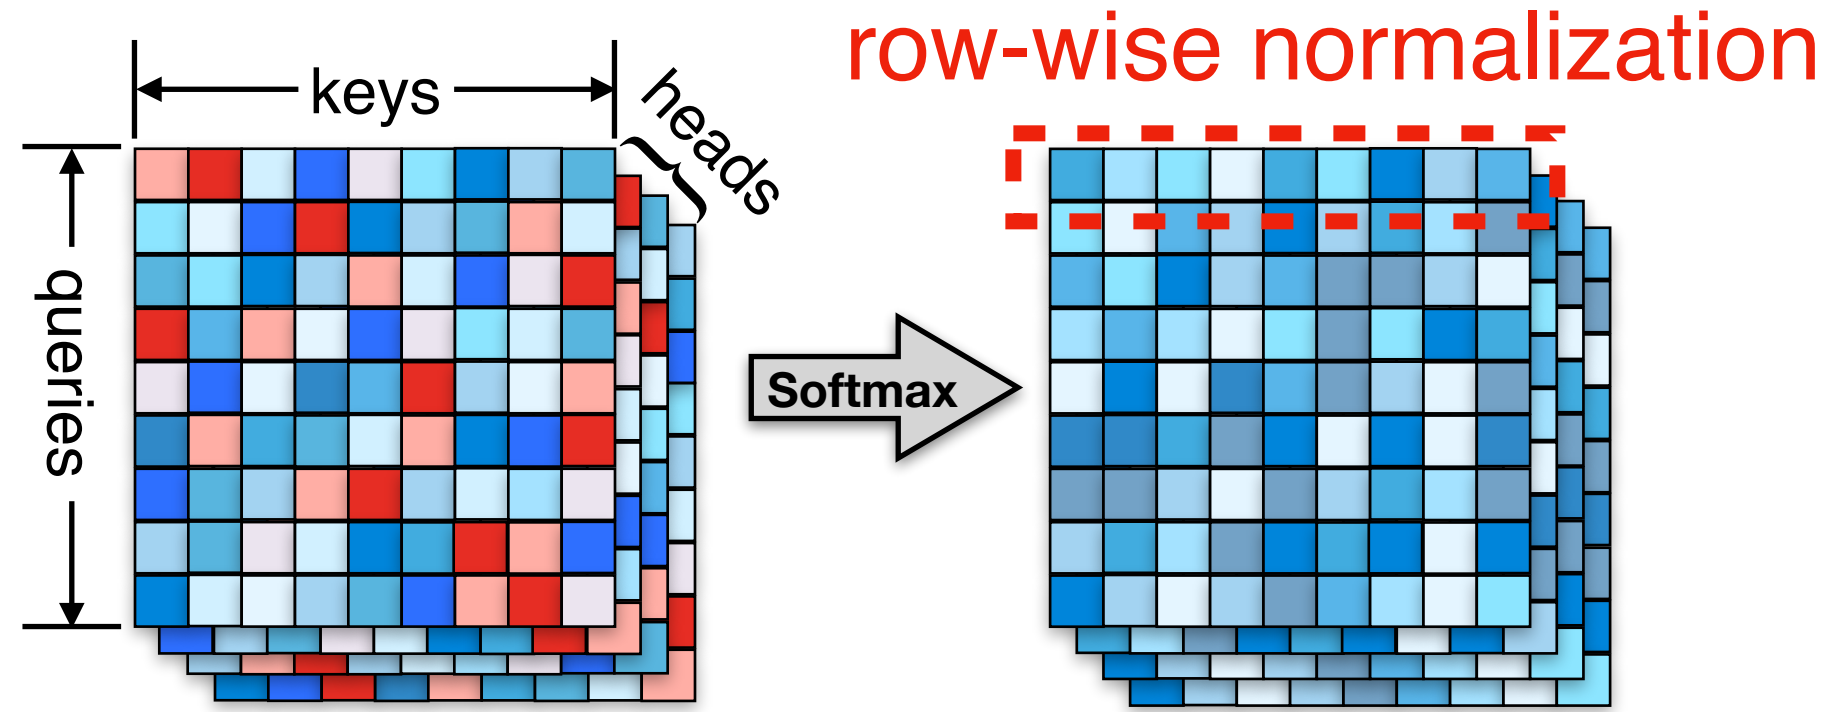 row-wise normalization
keys
heads
queries
Softmax